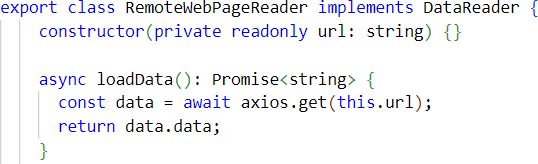 export class RemoteWebPageReader implements DataReader {
constructor(private readonly url: string) {}
async loadData(): Promise<string> {
const data = await axios.get(this.url);
return data.data;
}